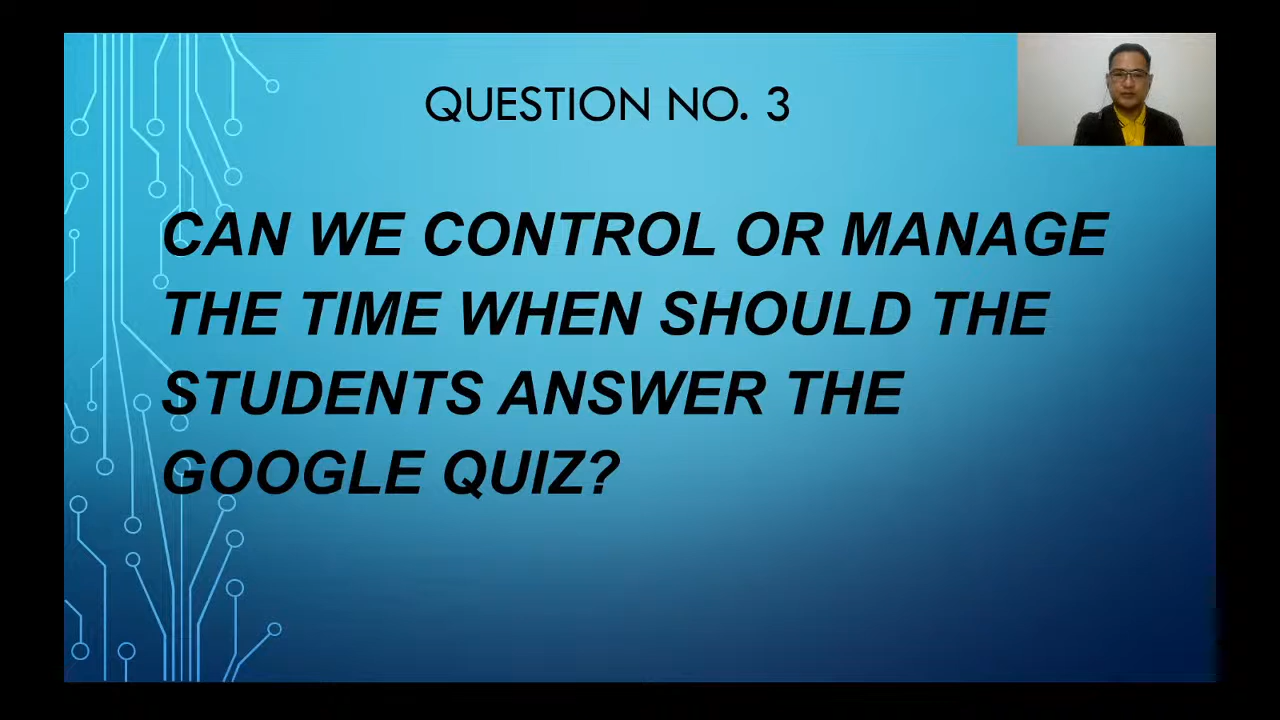 QUESTION NO. 3
CAN WE CONTROL OR MANAGE
THE TIME WHEN SHOULD THE
STUDENTS ANSWER THE
GOOGLE QUIZ?